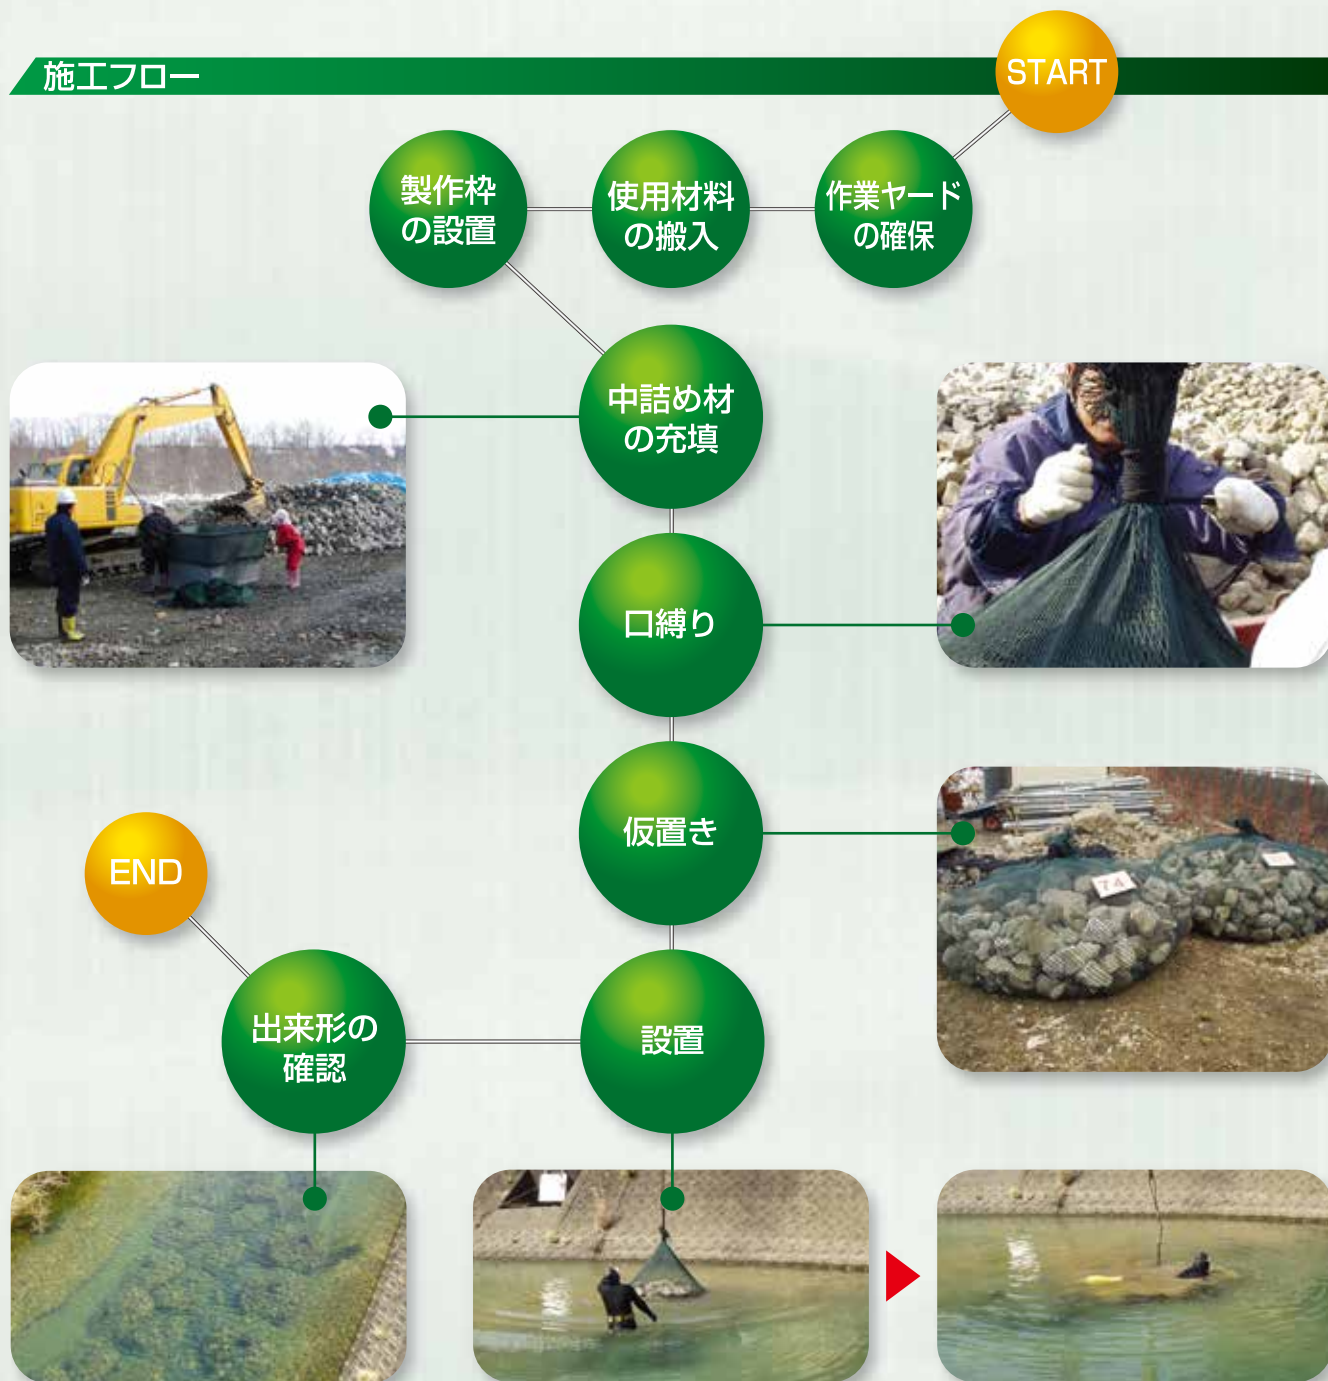 施工フロー
START
作業ヤード
の確保
使用材料
の搬入
製作枠
の設置
中詰め材
の充填
口縛り
仮置き
74
設置
出来形の
確認
END